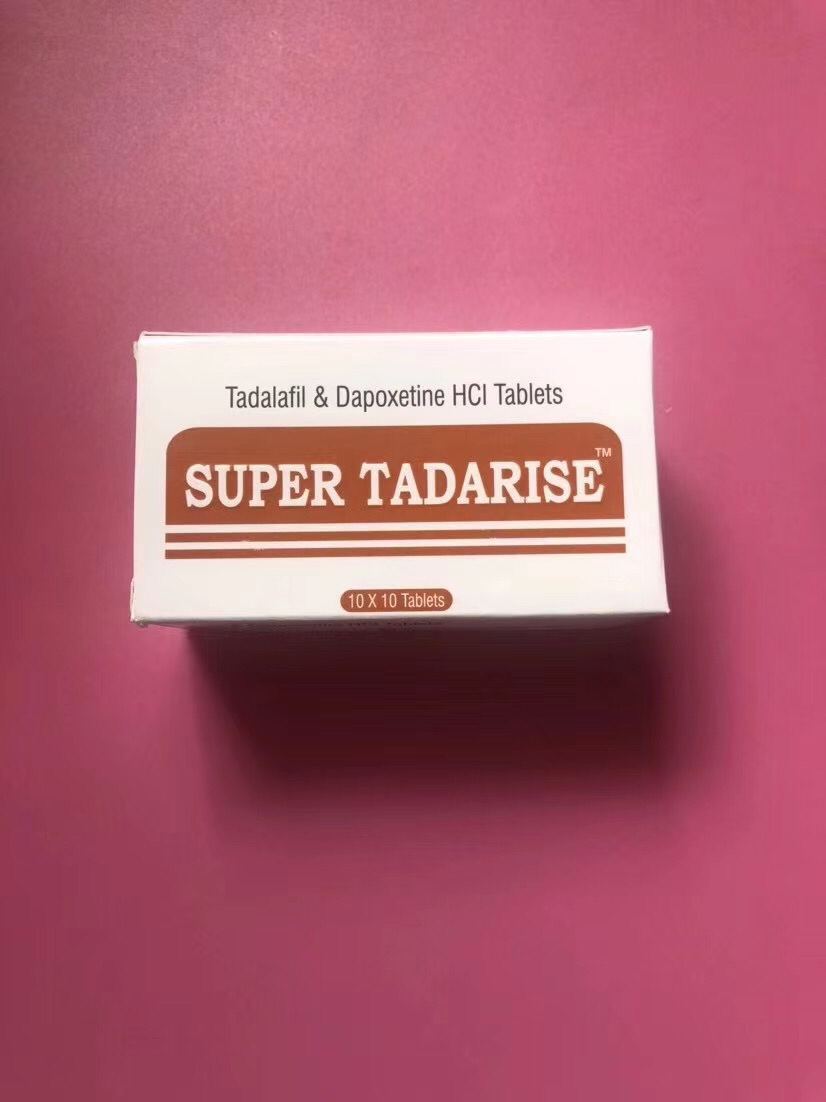 Tadalafil & Dapoxetine HCl Tablets
SUPER TADARISE™
10 X 10 Tablets